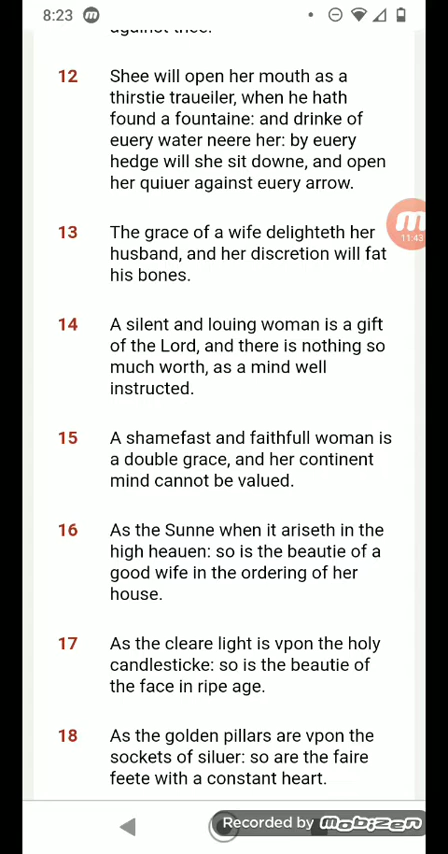 8:23
against thee.
12 Shee will open her mouth as a
thirstie traueiler, when he hath
found a fountaine: and drinke of
euery water neere her: by euery
hedge will she sit downe, and open
her quiuer against euery arrow.
13 The grace of a wife delighteth her
husband, and her discretion will fat
his bones.
11:43
14 A silent and louing woman is a gift
of the Lord, and there is nothing so
much worth, as a mind well
instructed.
15 A shamefast and faithfull woman is
a double grace, and her continent
mind cannot be valued.
16 As the Sunne when it ariseth in the
high heauen: so is the beautie of a
good wife in the ordering of her
house.
17 As the cleare light is vpon the holy
candlesticke: so is the beautie of
the face in ripe age.
18 As the golden pillars are vpon the
sockets of siluer: so are the faire
feete with a constant heart.
Recorded by mobizen